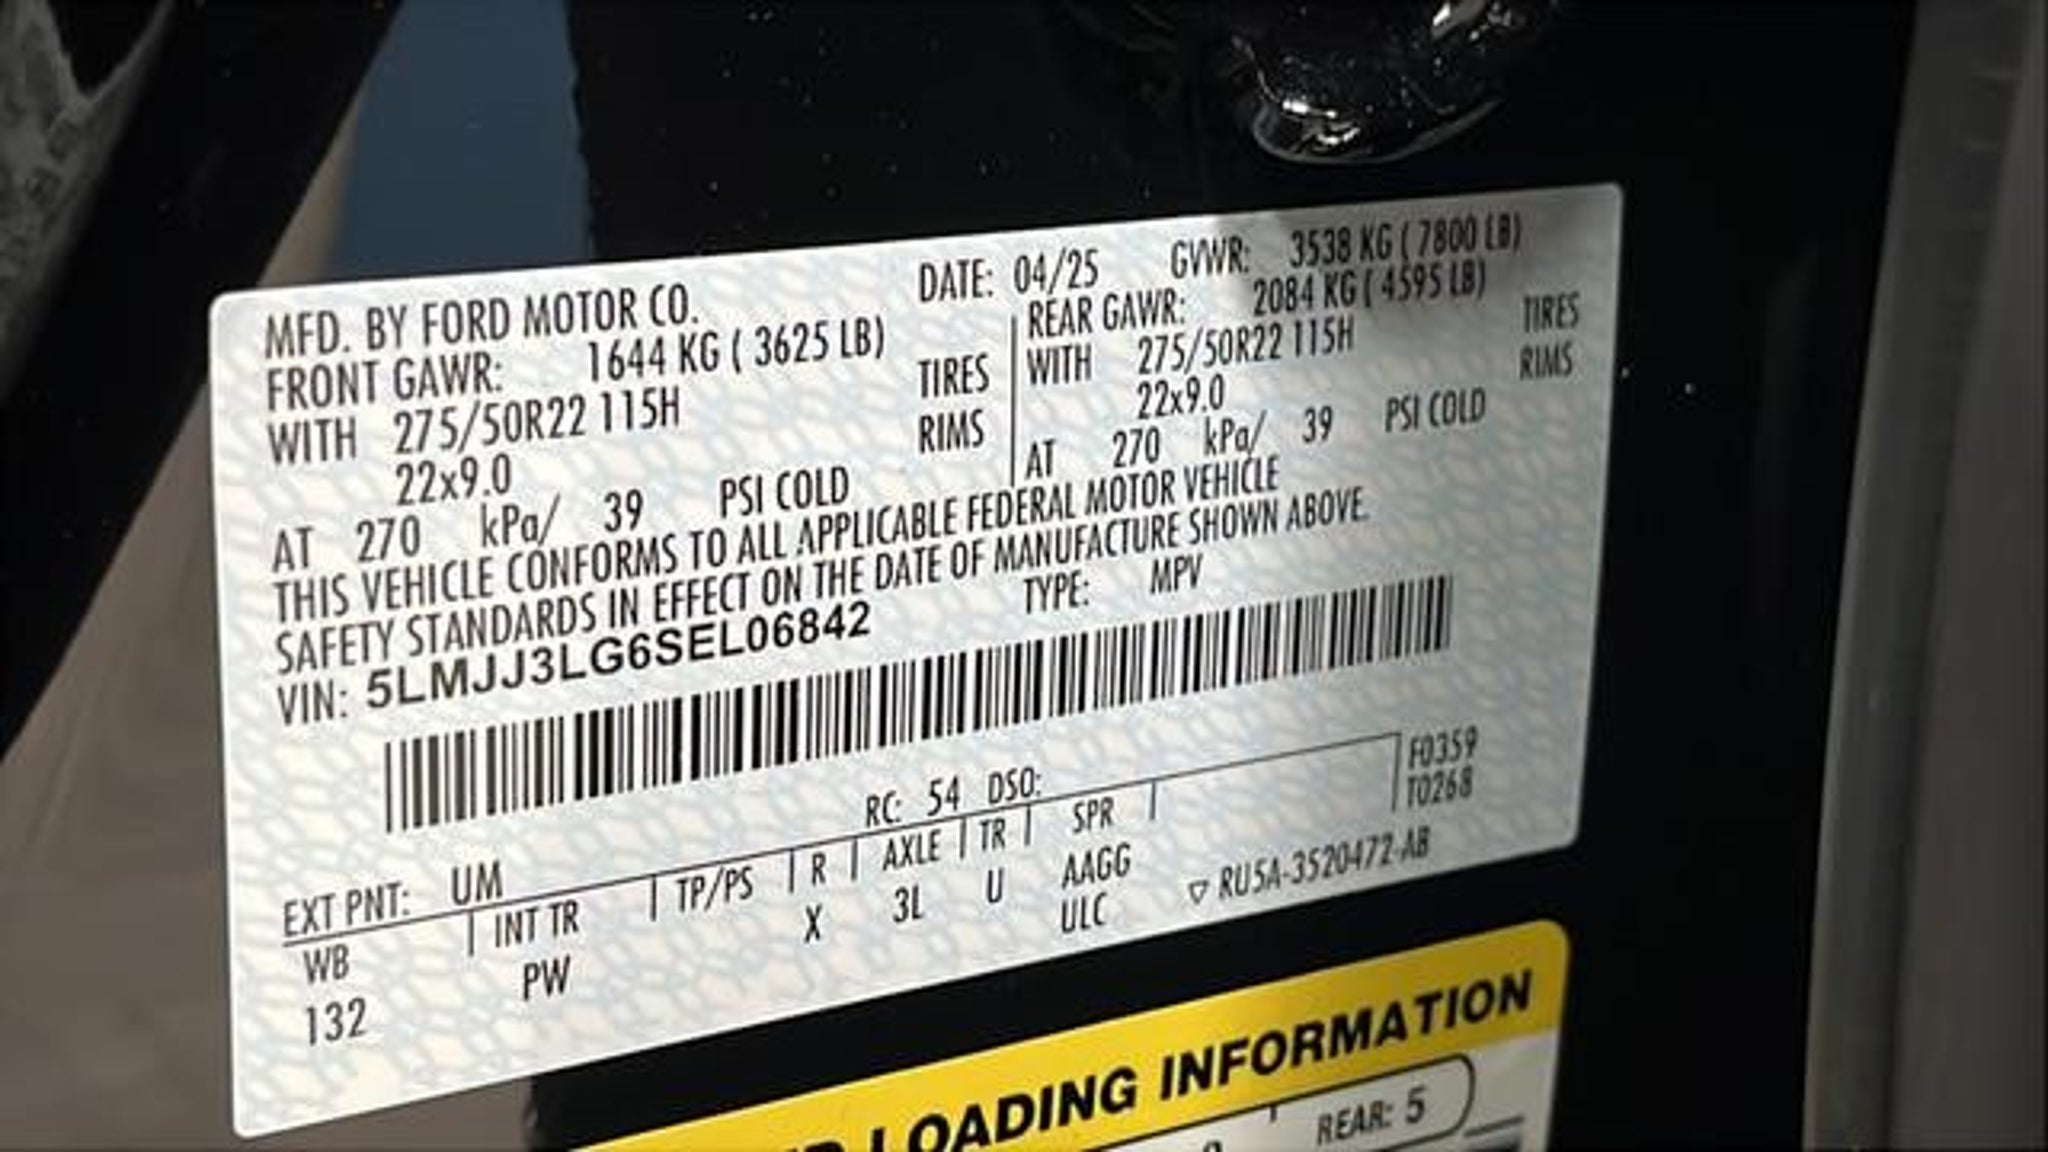 MFD. BY FORD MOTOR CO.
DATE: 04/25 GVWR: 3538 KG ( 7800 LB)
FRONT GAWR: 1644 KG ( 3625 LB)
WITH 275/50R22 115H TIRES
22x9.0 RIMS
AT 270 kPa/ 39 PSI COLD
REAR GAWR: 2084 KG ( 4595 LB)
WITH 275/50R22 115H TIRES
22x9.0 RIMS
AT 270 kPa/ 39 PSI COLD
THIS VEHICLE CONFORMS TO ALL APPLICABLE FEDERAL MOTOR VEHICLE
SAFETY STANDARDS IN EFFECT ON THE DATE OF MANUFACTURE SHOWN ABOVE.
VIN: 5LMJJ3LG6SEL06842 TYPE: MPV
F0359
T0268
EXT PNT: UM RC: 54 DSO:
WB INT TR TP/PS R AXLE TR SPR
132 PW X 3L U AAGG
ULC
▽ RU5A-3520472-AB
LOADING INFORMATION
REAR: 5